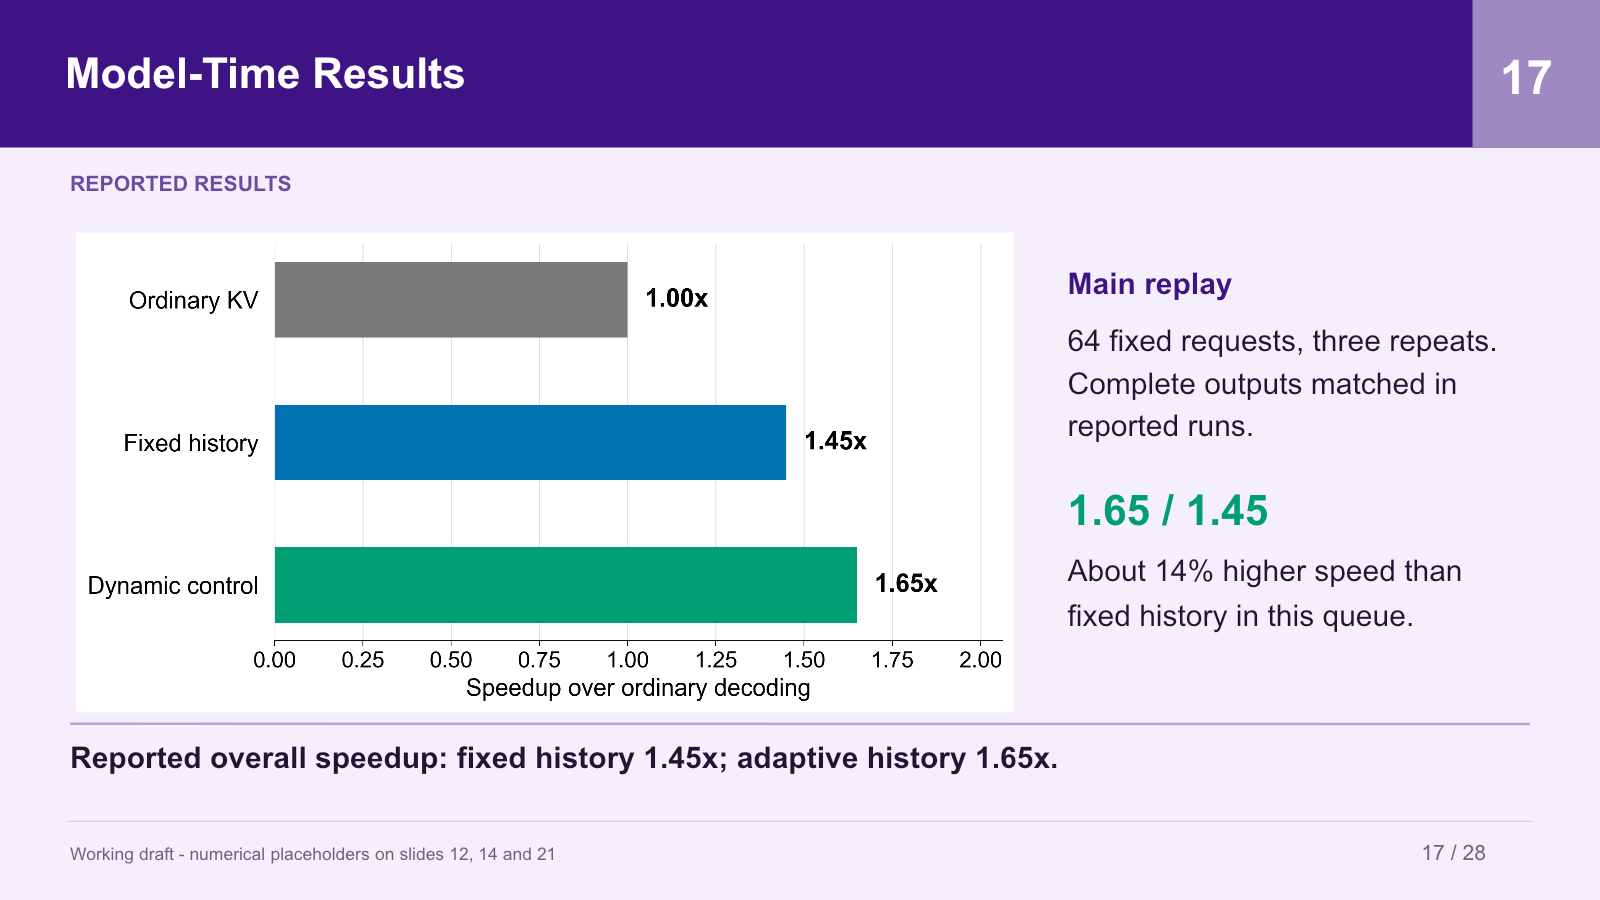 Model-Time Results
17
REPORTED RESULTS
Ordinary KV
1.00x
Fixed history
1.45x
Dynamic control
1.65x
0.00 0.25 0.50 0.75 1.00 1.25 1.50 1.75 2.00
Speedup over ordinary decoding
Main replay
64 fixed requests, three repeats.
Complete outputs matched in
reported runs.
1.65 / 1.45
About 14% higher speed than
fixed history in this queue.
Reported overall speedup: fixed history 1.45x; adaptive history 1.65x.
Working draft - numerical placeholders on slides 12, 14 and 21
17 / 28